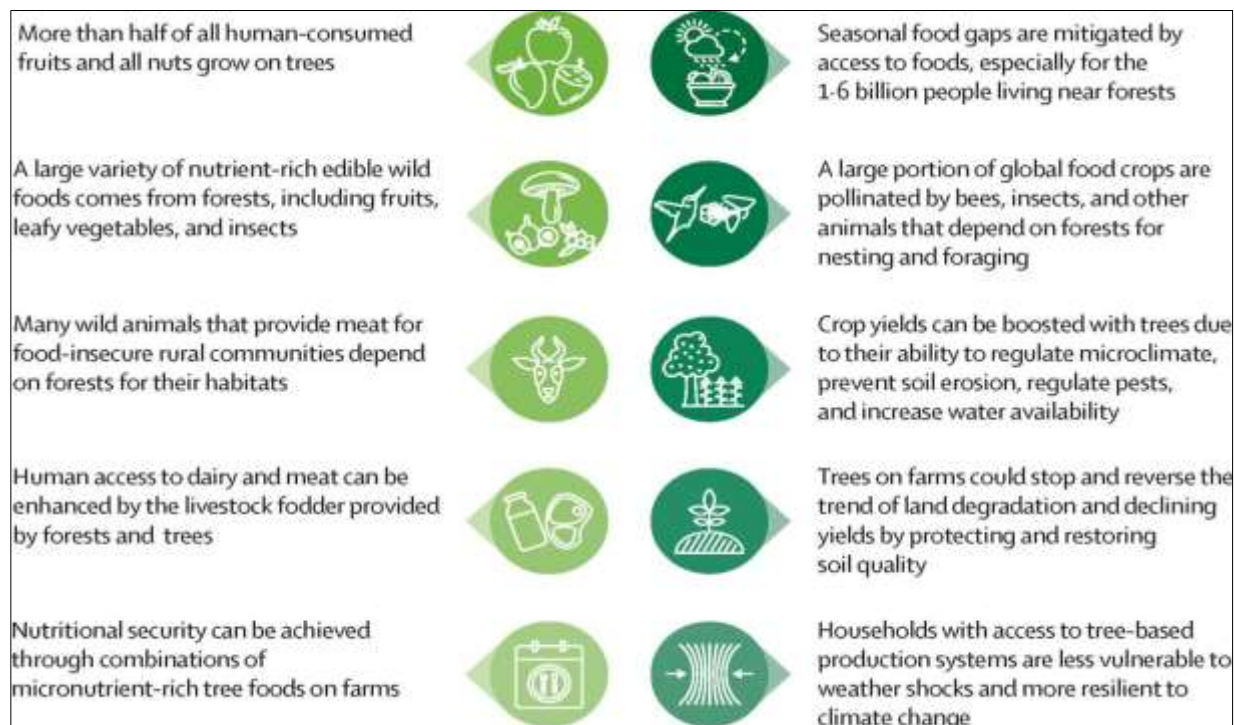 More than half of all human-consumed
fruits and all nuts grow on trees
A large variety of nutrient-rich edible wild
foods comes from forests, including fruits,
leafy vegetables, and insects
Many wild animals that provide meat for
food-insecure rural communities depend
on forests for their habitats
Human access to dairy and meat can be
enhanced by the livestock fodder provided
by forests and trees
Nutritional security can be achieved
through combinations of
micronutrient-rich tree foods on farms
Seasonal food gaps are mitigated by
access to foods, especially for the
1·6 billion people living near forests
A large portion of global food crops are
pollinated by bees, insects, and other
animals that depend on forests for
nesting and foraging
Crop yields can be boosted with trees due
to their ability to regulate microclimate,
prevent soil erosion, regulate pests,
and increase water availability
Trees on farms could stop and reverse the
trend of land degradation and declining
yields by protecting and restoring
soil quality
Households with access to tree-based
production systems are less vulnerable to
weather shocks and more resilient to
climate change